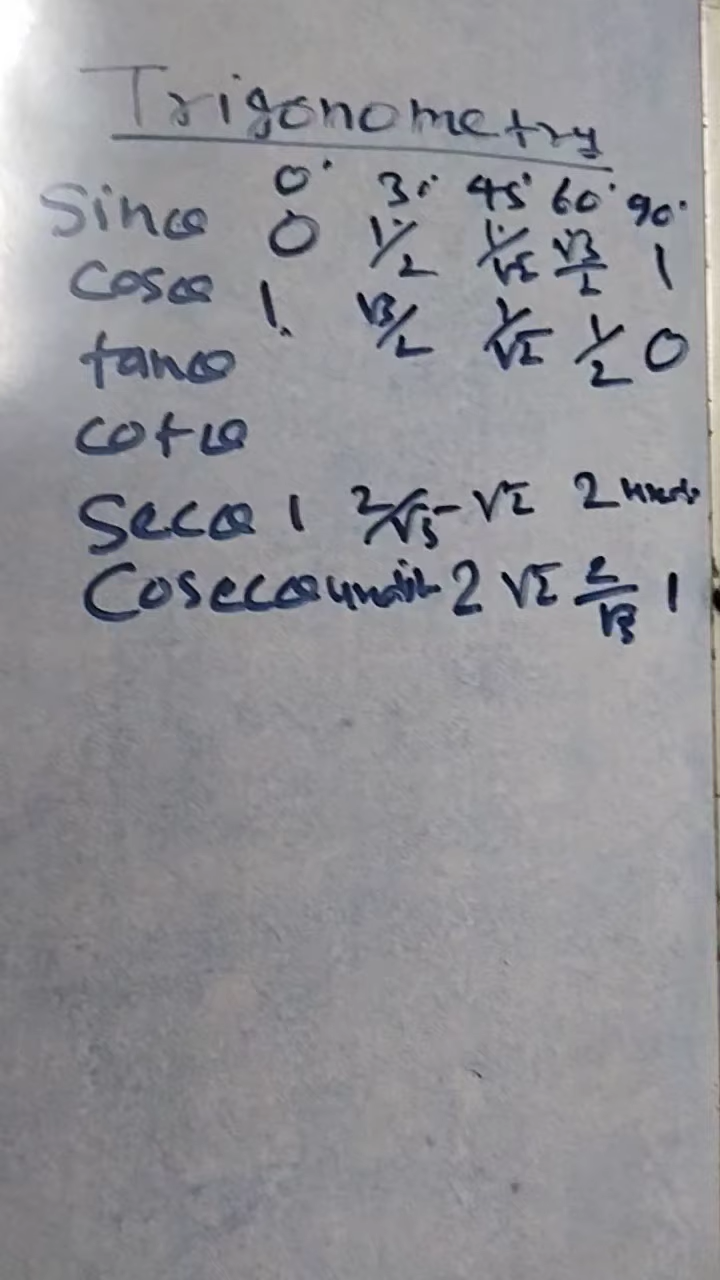 Trigonometry
0° 30° 45° 60° 90°
Sinθ 0 1/2 1/√2 √3/2 1
Cosθ 1 √3/2 1/√2 1/2 0
tanθ
cotθ
Secθ 1 2/√3 √2 2
Cosecθ 2 √2 2/√3 1